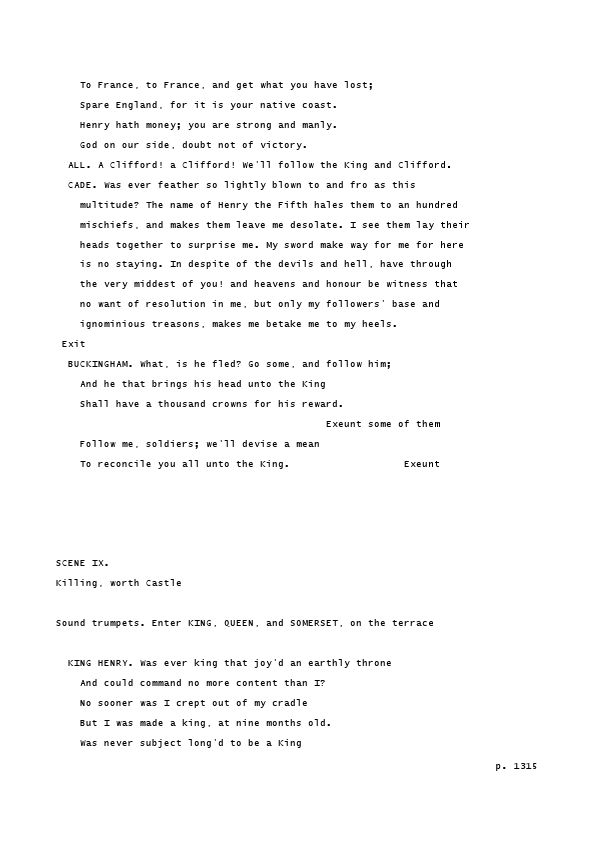 To France, to France, and get what you have lost;
Spare England, for it is your native coast.
Henry hath money; you are strong and manly.
God on our side, doubt not of victory.
ALL. A Clifford! a Clifford! We'll follow the King and Clifford.
CADE. Was ever feather so lightly blown to and fro as this
multitude? The name of Henry the Fifth hales them to an hundred
mischiefs, and makes them leave me desolate. I see them lay their
heads together to surprise me. My sword make way for me for here
is no staying. In despite of the devils and hell, have through
the very middest of you! and heavens and honour be witness that
no want of resolution in me, but only my followers' base and
ignominious treasons, makes me betake me to my heels.
Exit
BUCKINGHAM. What, is he fled? Go some, and follow him;
And he that brings his head unto the King
Shall have a thousand crowns for his reward.
Exeunt some of them
Follow me, soldiers; we'll devise a mean
To reconcile you all unto the King. Exeunt
SCENE IX.
Killing, worth Castle
Sound trumpets. Enter KING, QUEEN, and SOMERSET, on the terrace
KING HENRY. Was ever king that joy'd an earthly throne
And could command no more content than I?
No sooner was I crept out of my cradle
But I was made a king, at nine months old.
Was never subject long'd to be a King
p. 1315